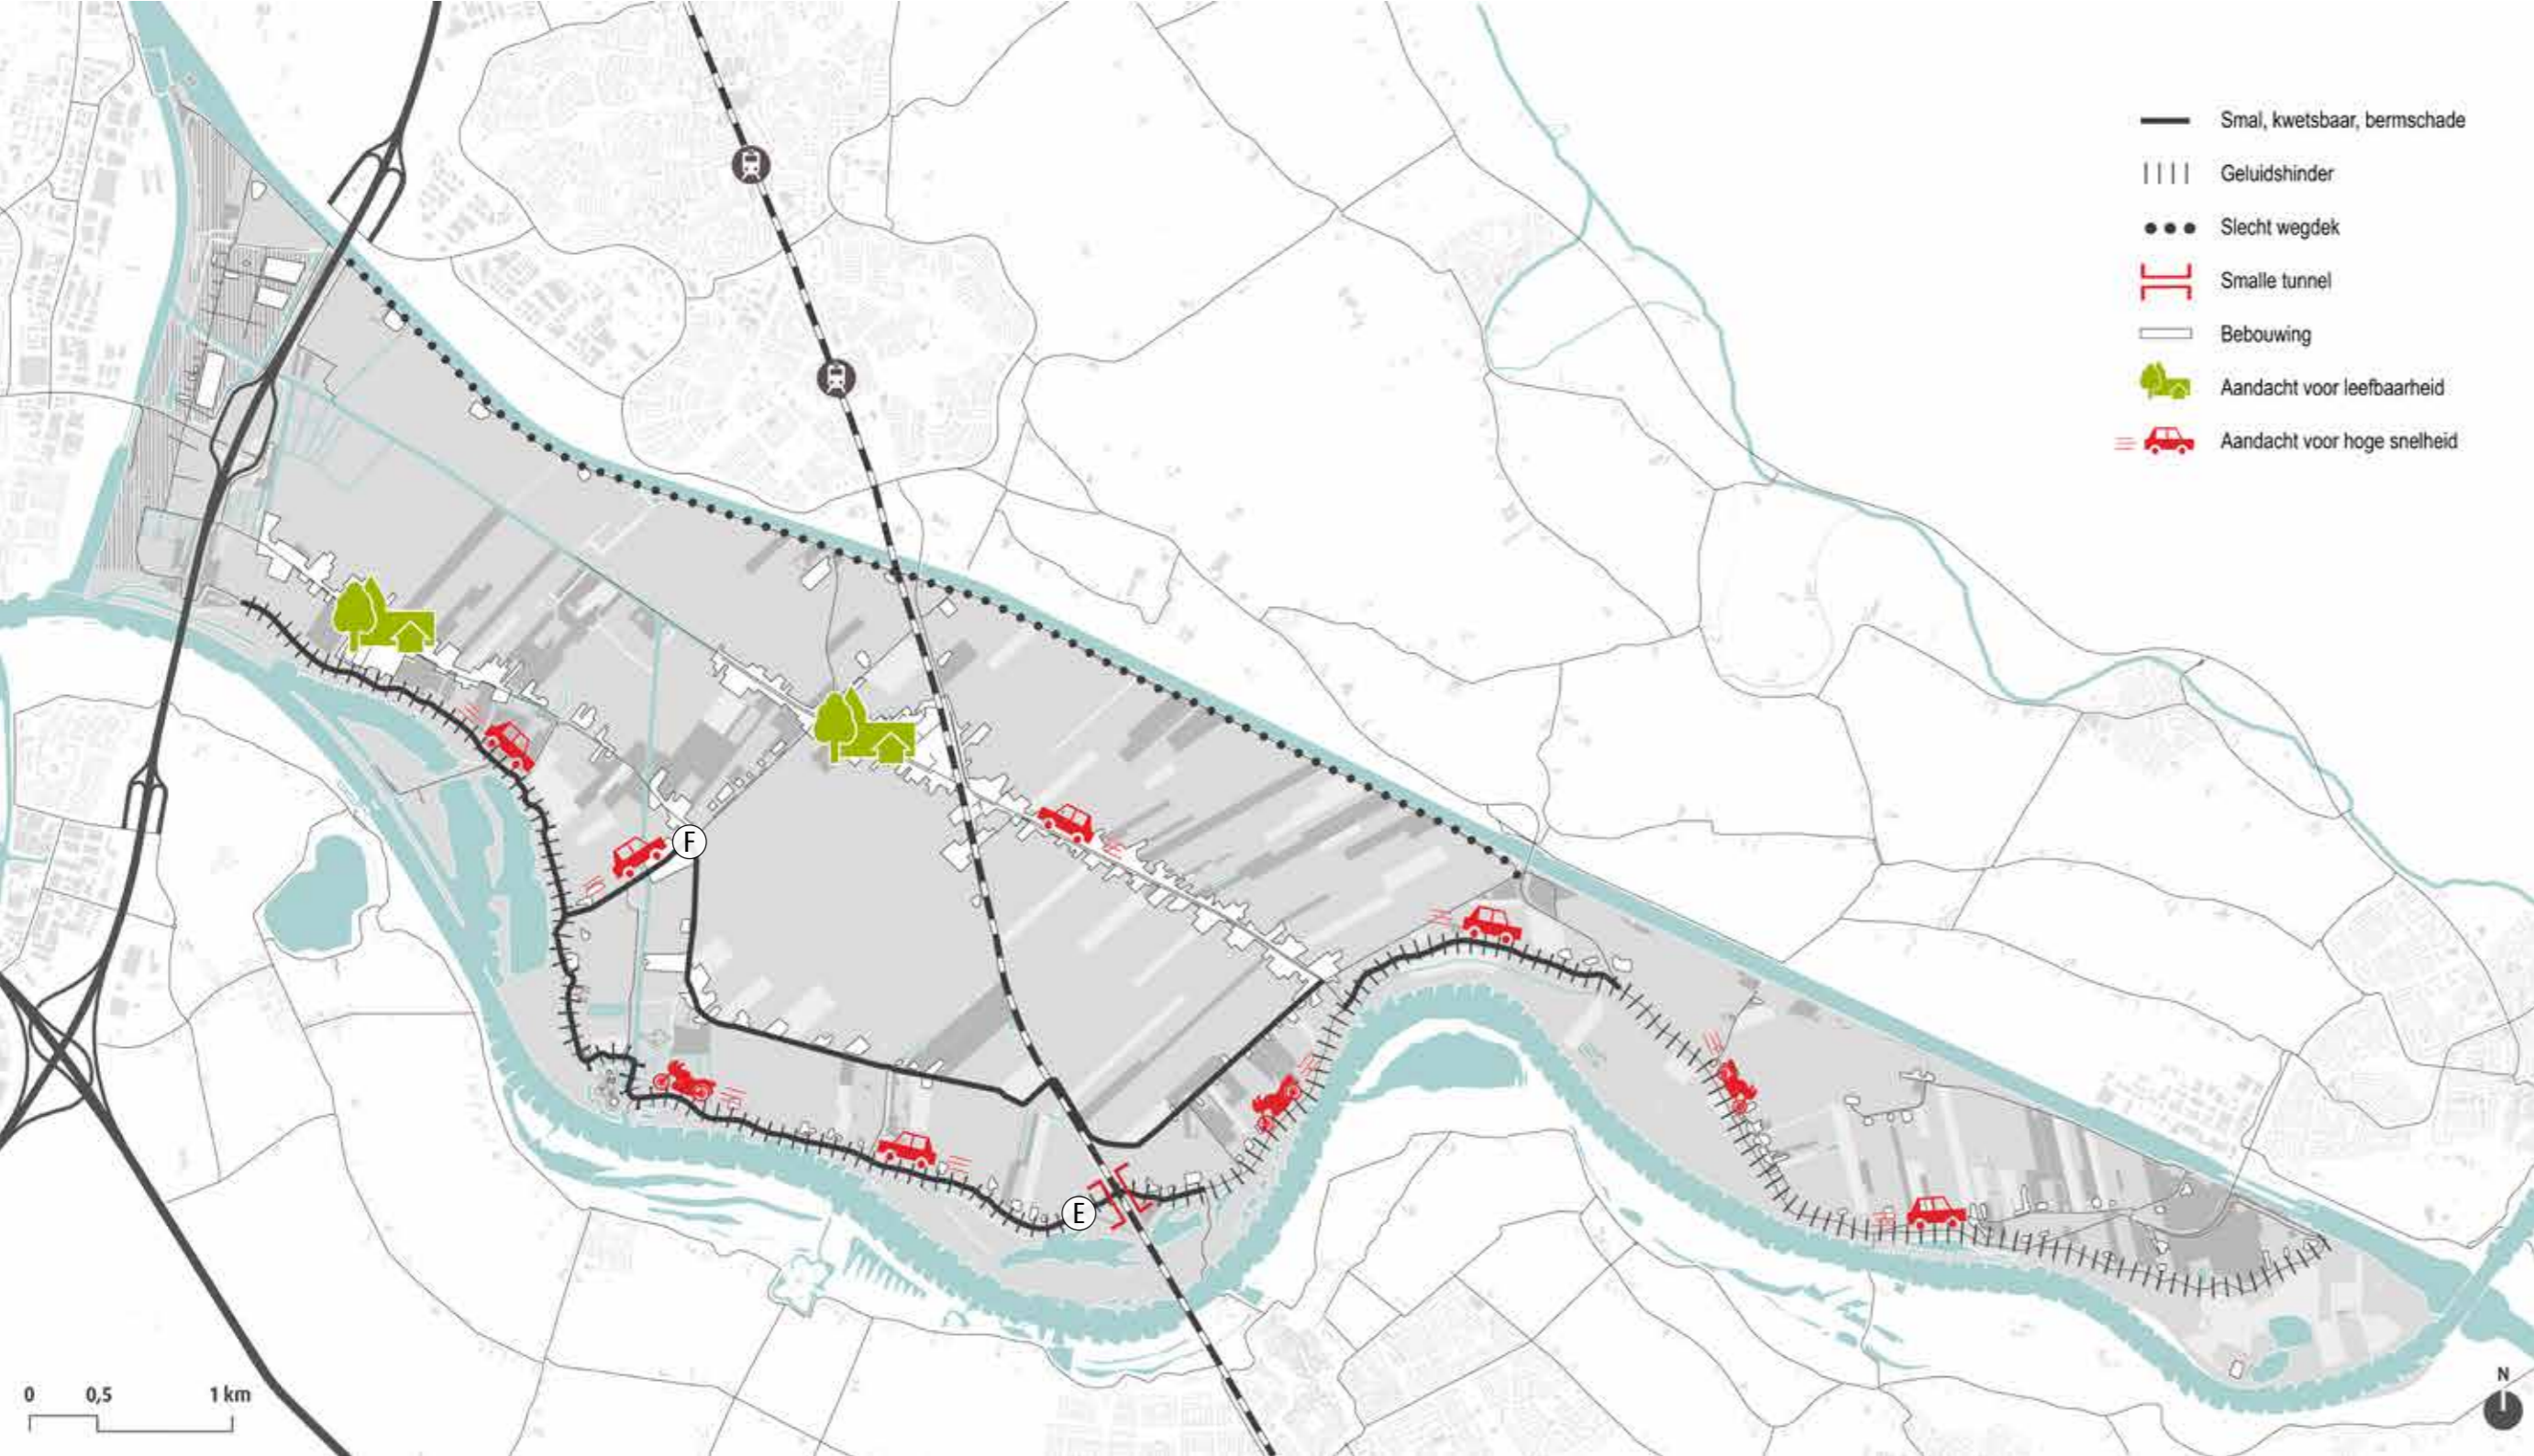 Smal, kwetsbaar, bermschade
Geluidshinder
Slecht wegdek
Smalle tunnel
Bebouwing
Aandacht voor leefbaarheid
Aandacht voor hoge snelheid
F
E
0 0,5 1 km
N